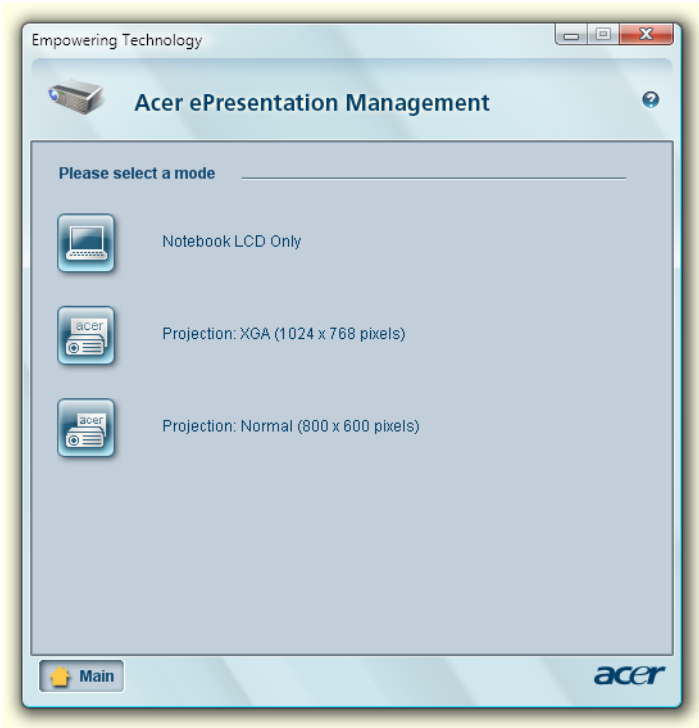 Empowering Technology
Acer ePresentation Management
Please select a mode
Notebook LCD Only
acer
Projection: XGA (1024 x 768 pixels)
acer
Projection: Normal (800 x 600 pixels)
Main
acer